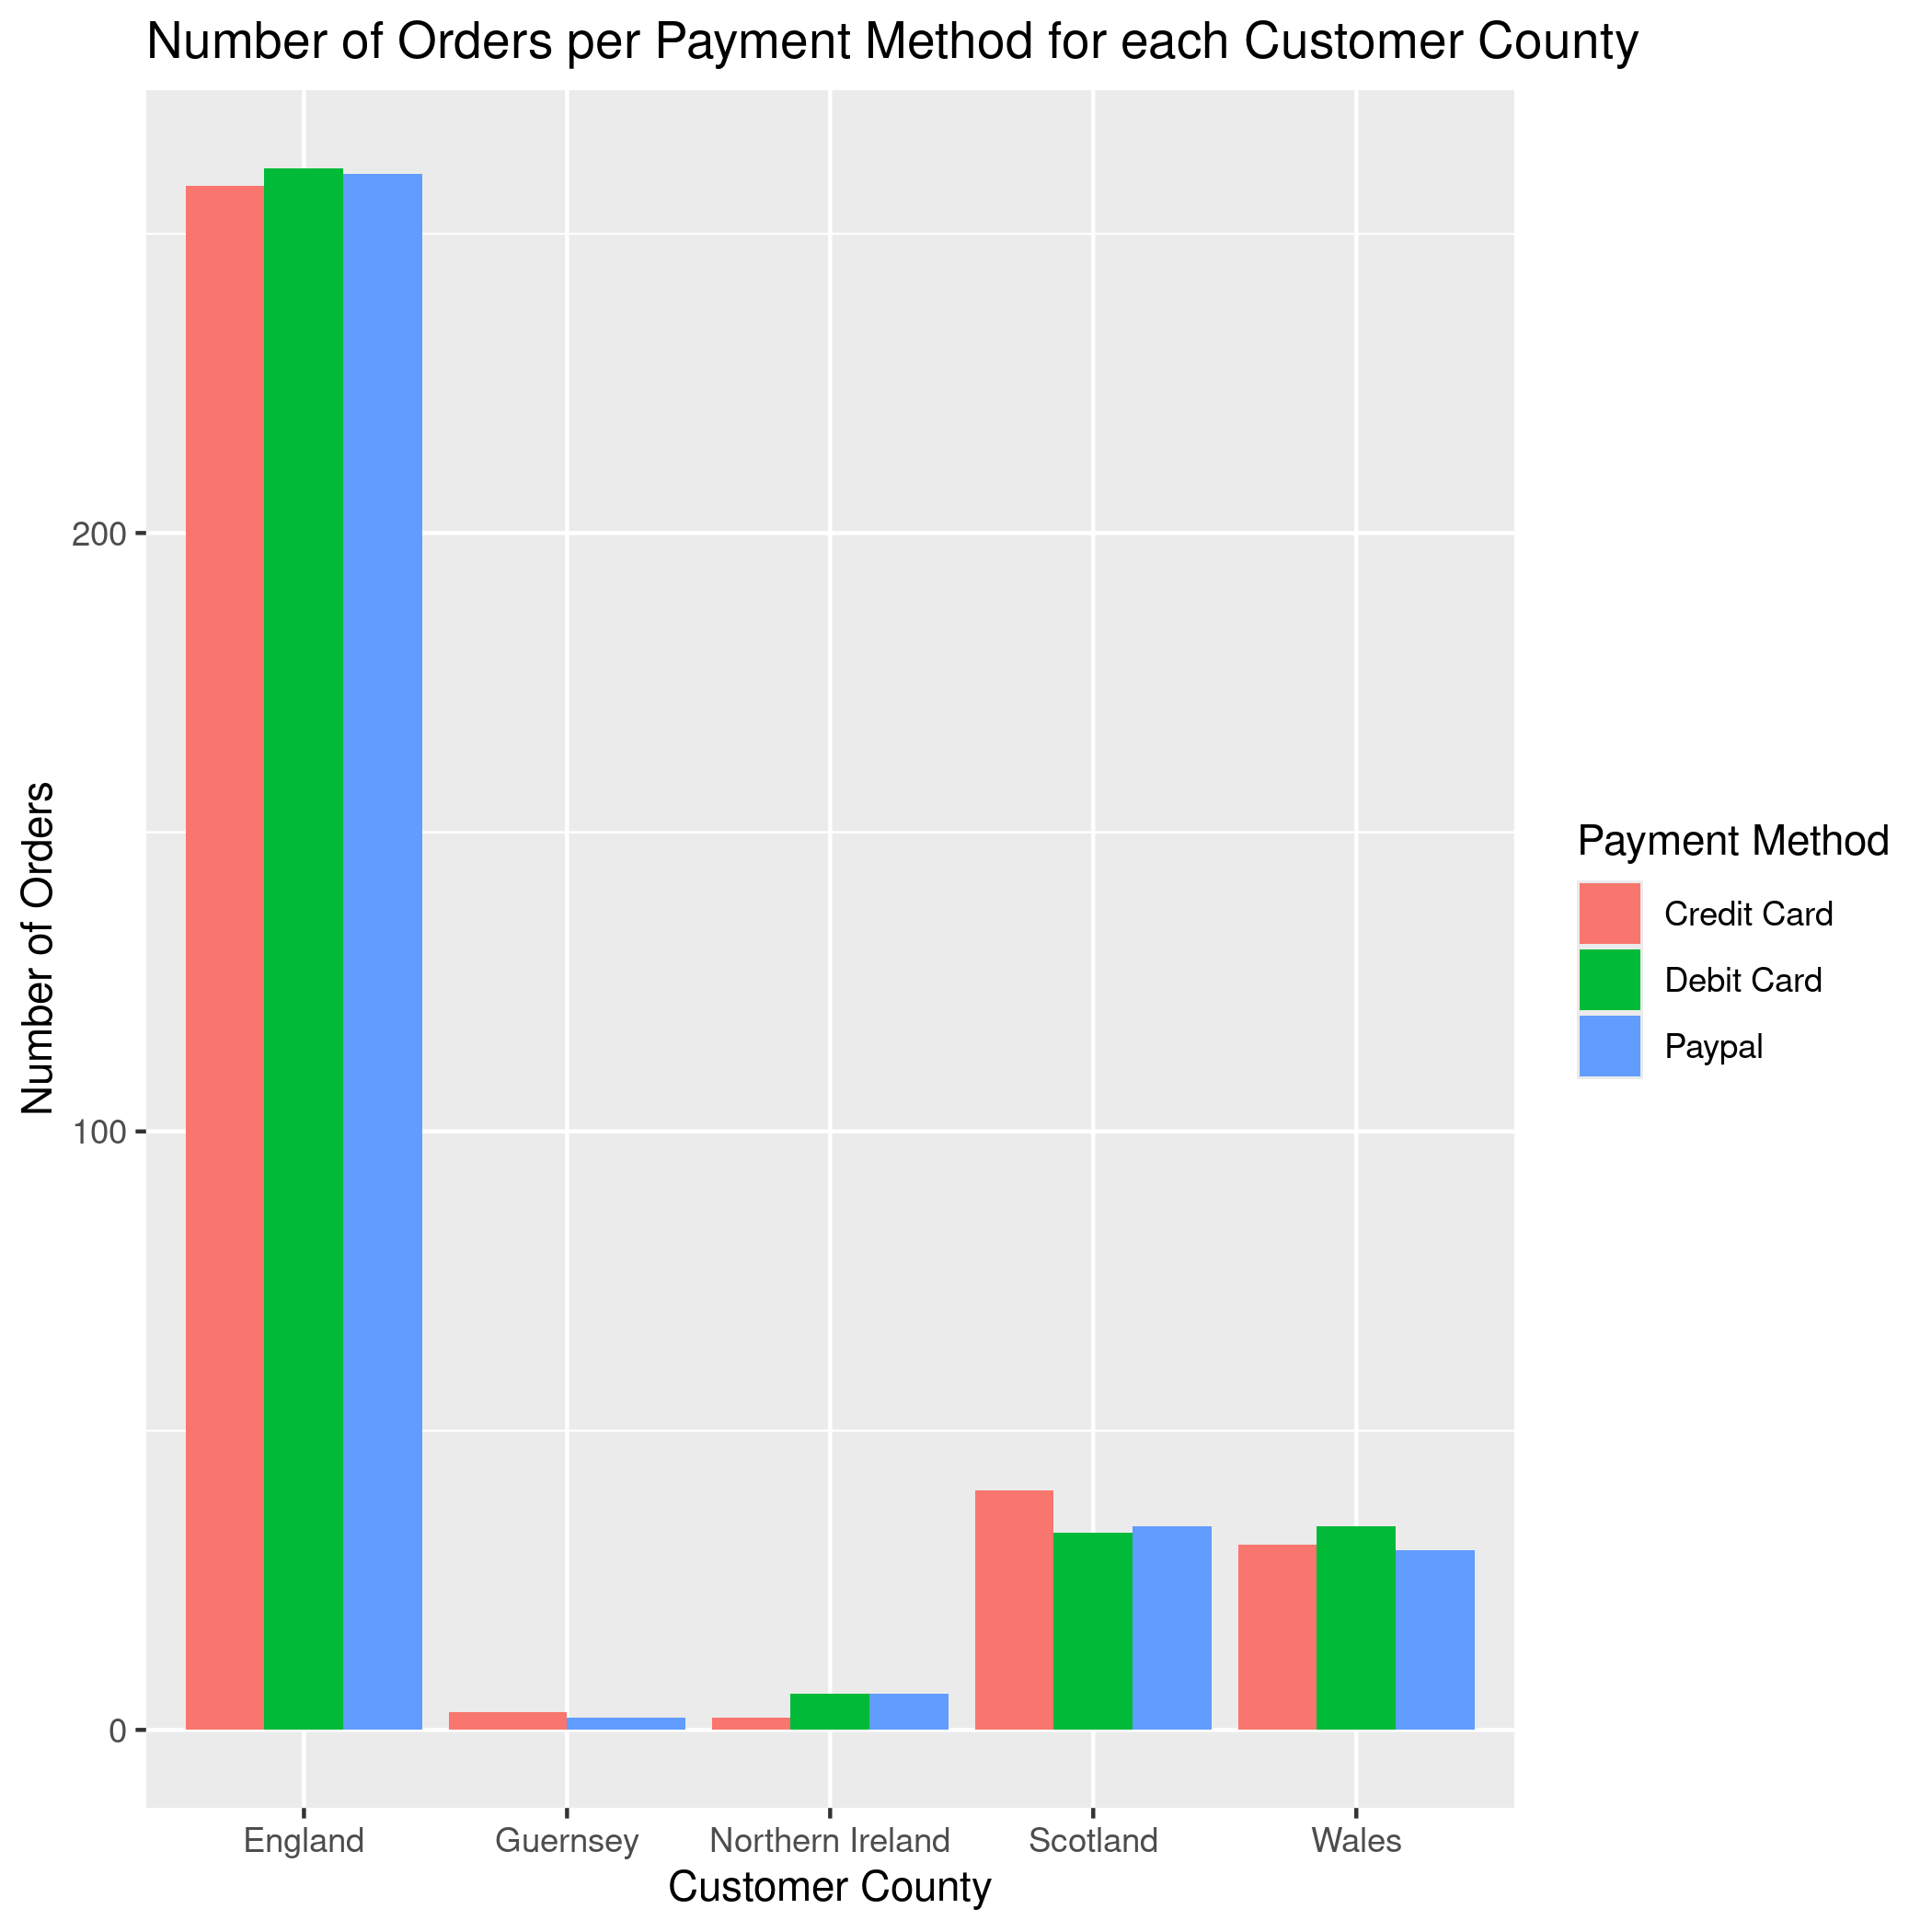 Number of Orders per Payment Method for each Customer County
Number of Orders
200
100
0
England
Guernsey
Northern Ireland
Scotland
Wales
Customer County
Payment Method
Credit Card
Debit Card
Paypal